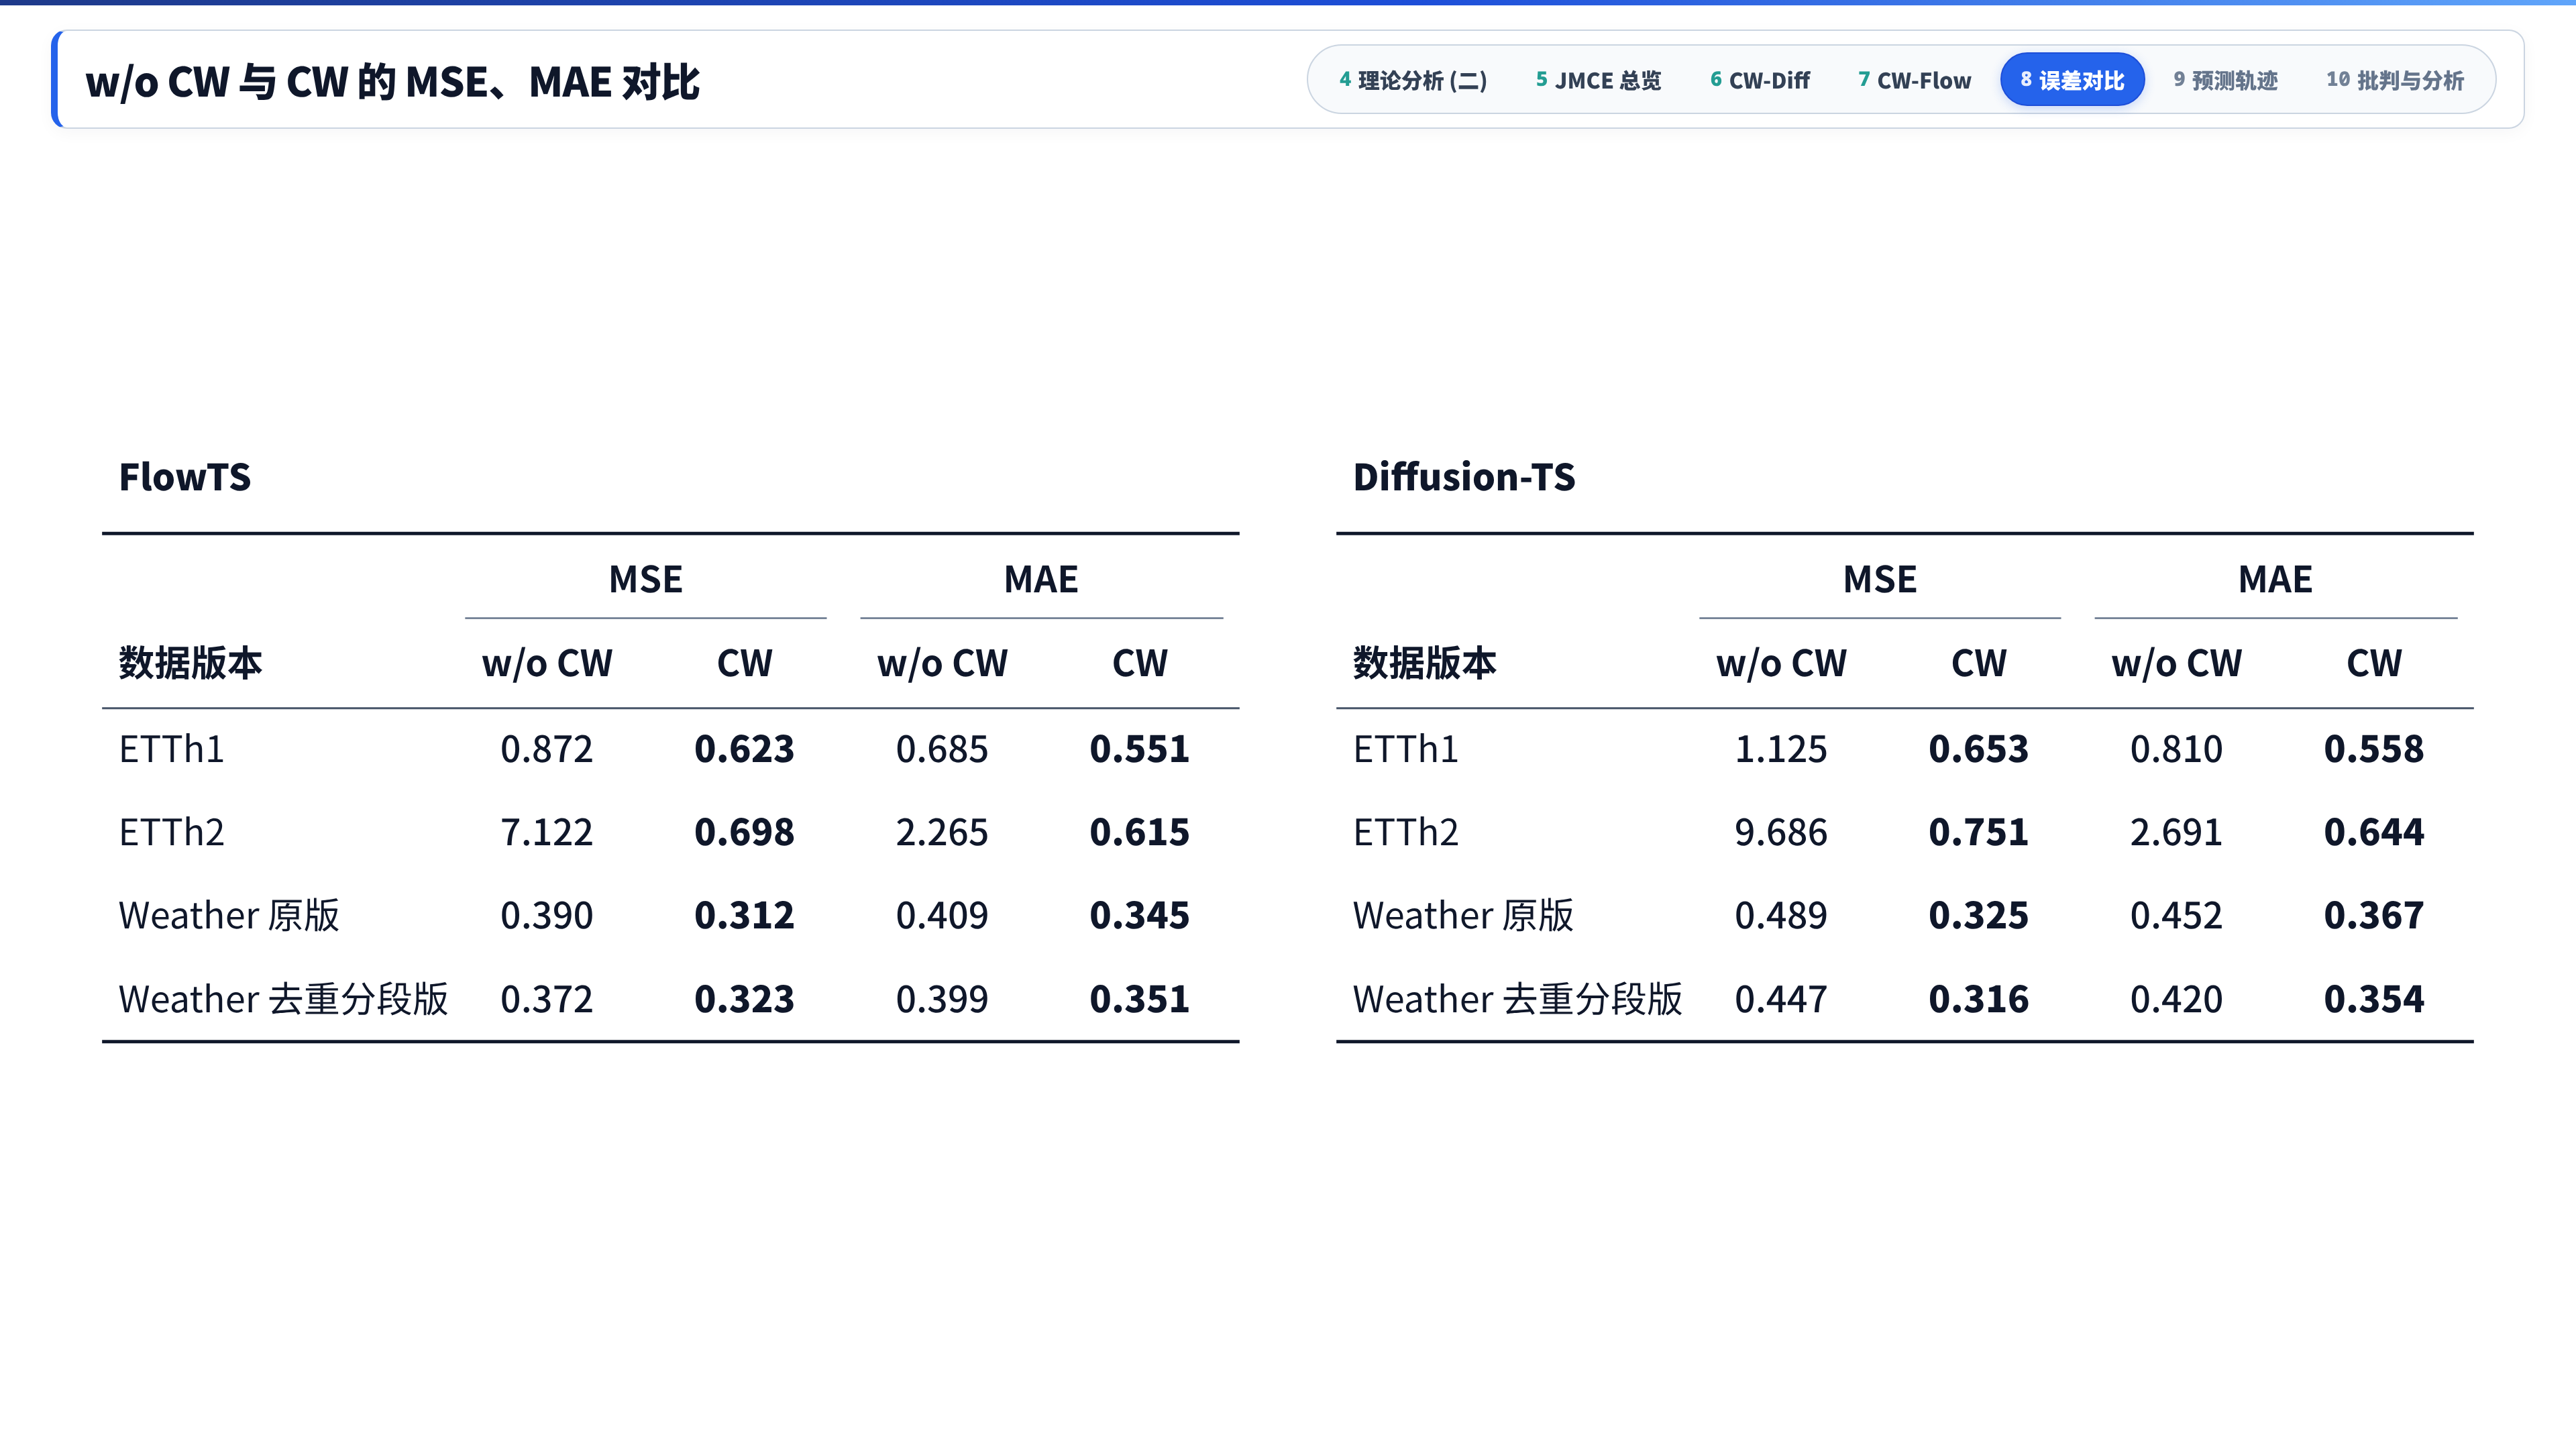 w/o CW 与 CW 的 MSE、MAE 对比
4 理论分析 (二) 5 JMCE 总览 6 CW-Diff 7 CW-Flow 8 误差对比 9 预测轨迹 10 批判与分析
FlowTS
MSE MAE
数据版本 w/o CW CW w/o CW CW
ETTh1 0.872 0.623 0.685 0.551
ETTh2 7.122 0.698 2.265 0.615
Weather 原版 0.390 0.312 0.409 0.345
Weather 去重分段版 0.372 0.323 0.399 0.351
Diffusion-TS
MSE MAE
数据版本 w/o CW CW w/o CW CW
ETTh1 1.125 0.653 0.810 0.558
ETTh2 9.686 0.751 2.691 0.644
Weather 原版 0.489 0.325 0.452 0.367
Weather 去重分段版 0.447 0.316 0.420 0.354